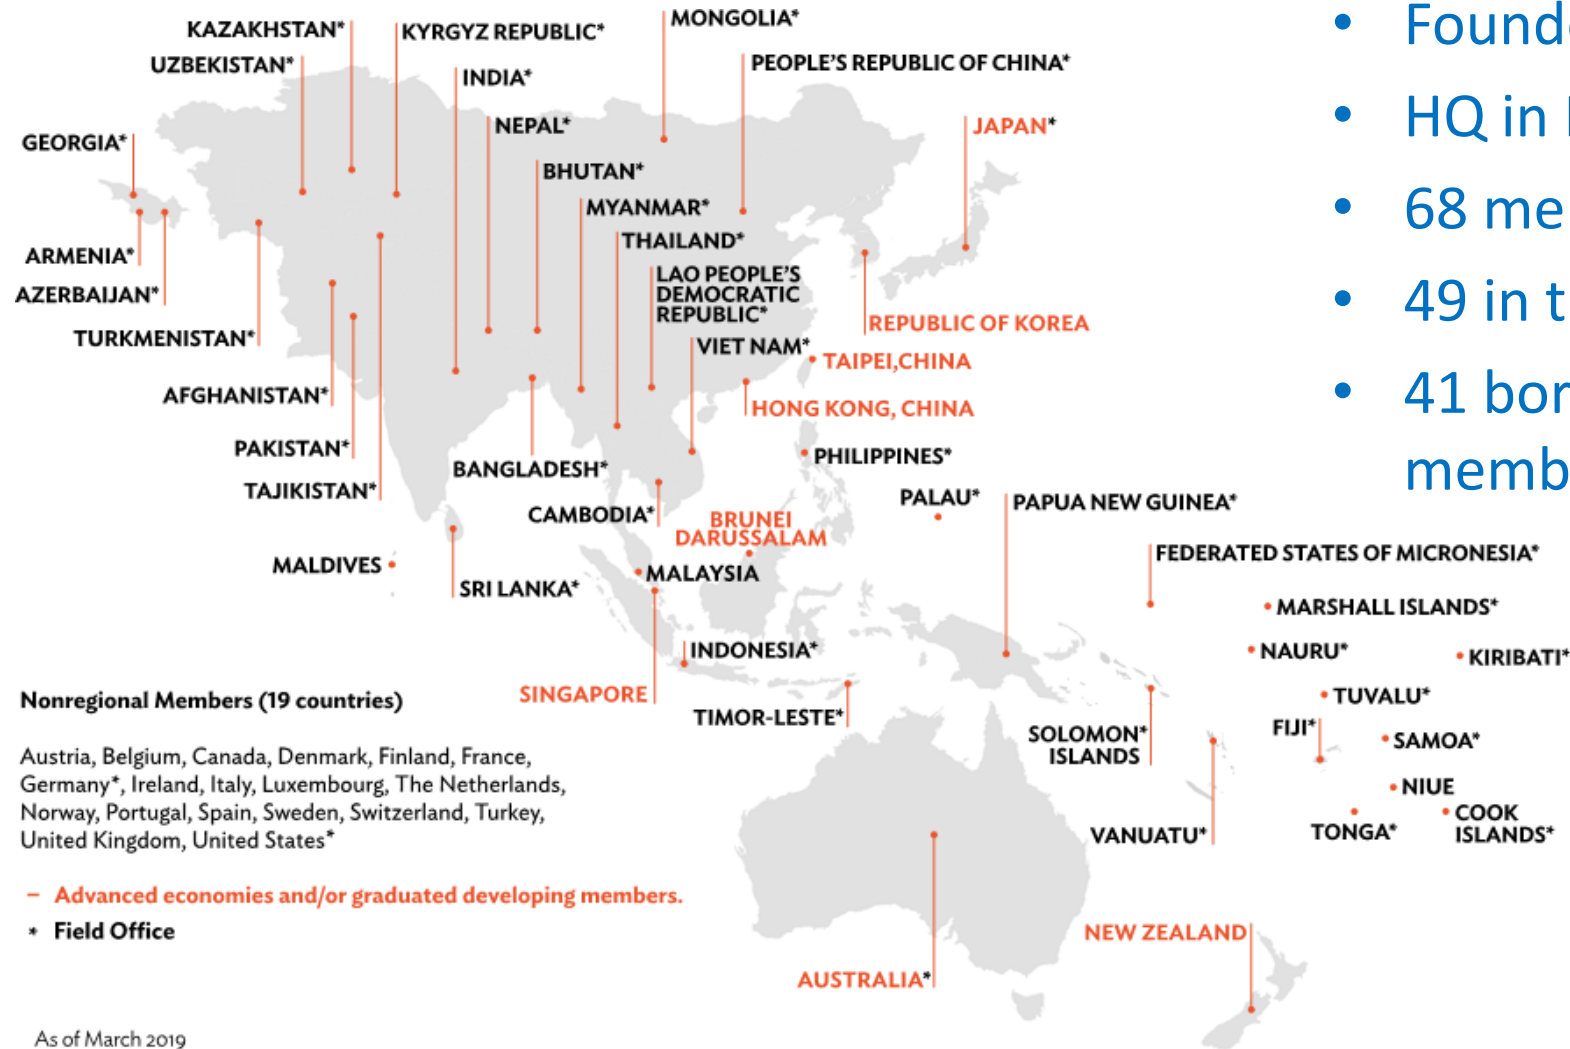 KAZAKHSTAN*
KYRGYZ REPUBLIC*
MONGOLIA*
UZBEKISTAN*
INDIA*
PEOPLE'S REPUBLIC OF CHINA*
NEPAL*
JAPAN*
GEORGIA*
BHUTAN*
MYANMAR*
THAILAND*
ARMENIA*
LAO PEOPLE'S
DEMOCRATIC
REPUBLIC*
AZERBAIJAN*
TURKMENISTAN*
REPUBLIC OF KOREA
VIET NAM*
TAIPEI,CHINA
AFGHANISTAN*
HONG KONG, CHINA
PAKISTAN*
BANGLADESH*
PHILIPPINES*
TAJIKISTAN*
PALAU*
PAPUA NEW GUINEA*
CAMBODIA*
BRUNEI
DARUSSALAM
FEDERATED STATES OF MICRONESIA*
MALDIVES
MALAYSIA
SRI LANKA*
MARSHALL ISLANDS*
INDONESIA*
NAURU*
KIRIBATI*
SINGAPORE
TUVALU*
TIMOR-LESTE*
SOLOMON*
ISLANDS
FIJI*
SAMOA*
NIUE
VANUATU*
TONGA*
COOK
ISLANDS*
NEW ZEALAND
AUSTRALIA*
Nonregional Members (19 countries)
Austria, Belgium, Canada, Denmark, Finland, France,
Germany*, Ireland, Italy, Luxembourg, The Netherlands,
Norway, Portugal, Spain, Sweden, Switzerland, Turkey,
United Kingdom, United States*
– Advanced economies and/or graduated developing members.
* Field Office
As of March 2019
• HQ in
• 68 me
• 49 in t
• 41 bor
memb